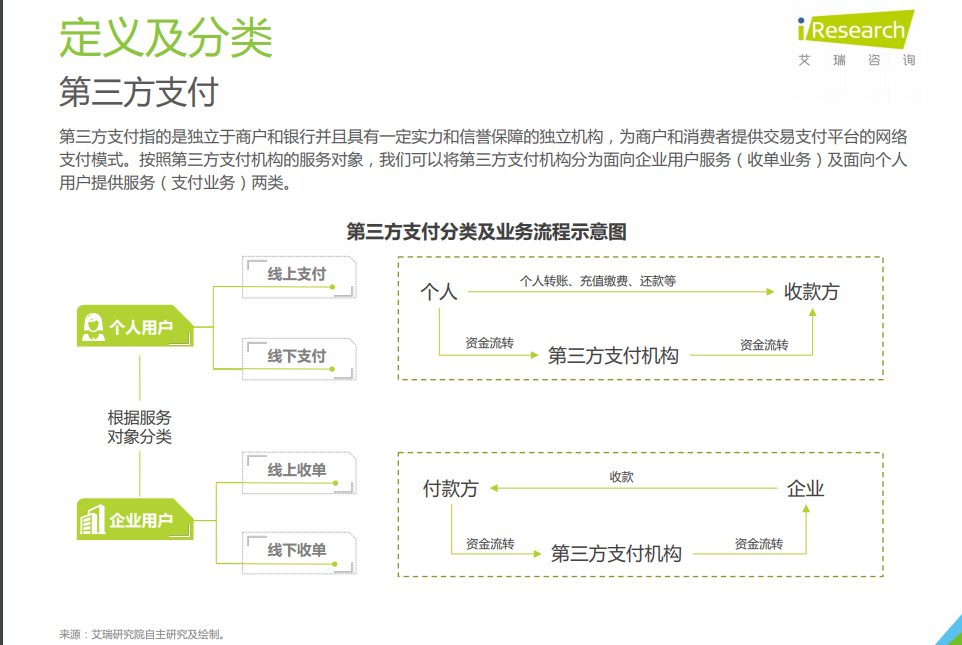 定义及分类
iResearch
艾瑞咨询
第三方支付
第三方支付指的是独立于商户和银行并且具有一定实力和信誉保障的独立机构，为商户和消费者提供交易支付平台的网络
支付模式。按照第三方支付机构的服务对象，我们可以将第三方支付机构分为面向企业用户服务（收单业务）及面向个人
用户提供服务（支付业务）两类。
第三方支付分类及业务流程示意图
线上支付
个人用户
线下支付
个人
个人转账、充值缴费、还款等
收款方
资金流转
第三方支付机构
资金流转
根据服务
对象分类
线上收单
企业用户
线下收单
付款方
收款
企业
资金流转
第三方支付机构
资金流转
来源：艾瑞研究院自主研究及绘制。